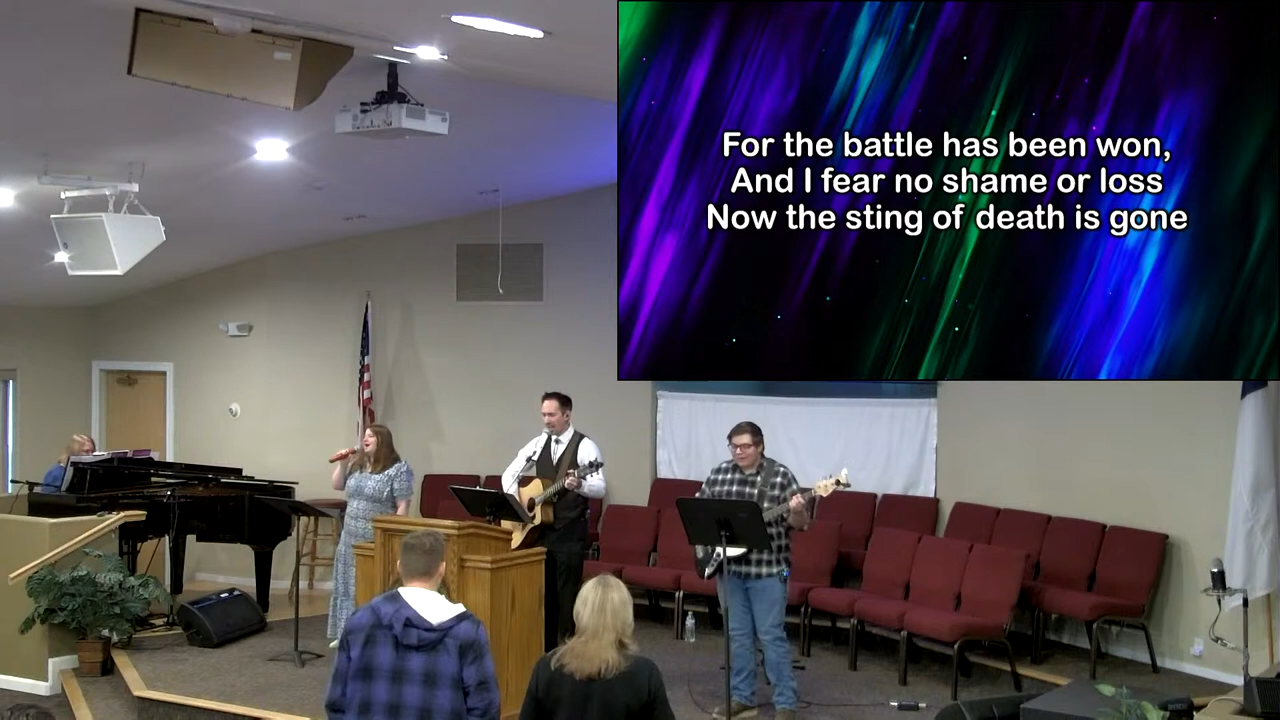 For the battle has been won,
And I fear no shame or loss
Now the sting of death is gone